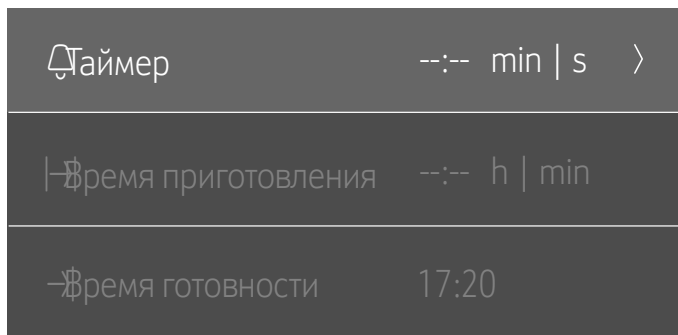 Таймер --:-- min | s
Время приготовления --:-- h | min
Время готовности 17:20